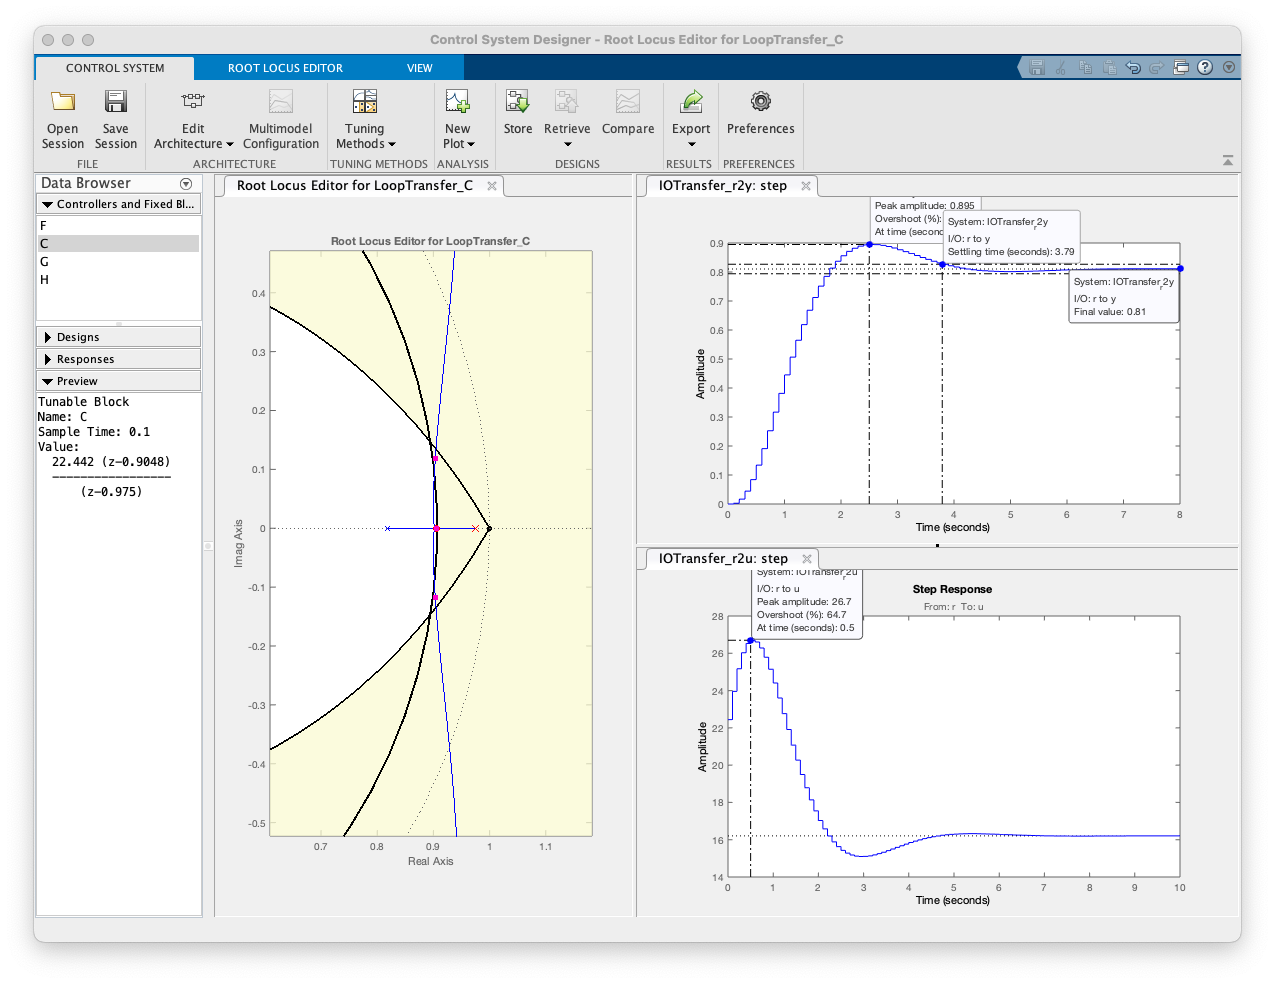 Control System Designer - Root Locus Editor for LoopTransfer_C
CONTROL SYSTEM
ROOT LOCUS EDITOR
VIEW
Open Session
Save Session
Edit Architecture
Multimodel Configuration
Tuning Methods
New Plot
Store
Retrieve
Compare
Export
Preferences
FILE
ARCHITECTURE
TUNING METHODS
ANALYSIS
DESIGNS
RESULTS
PREFERENCES
Data Browser
Controllers and Fixed Bl...
F
C
G
H
Designs
Responses
Preview
Tunable Block
Name: C
Sample Time: 0.1
Value:
22.442 (z-0.9048)
-----------------
(z-0.975)
Root Locus Editor for LoopTransfer_C
Root Locus Editor for LoopTransfer_C
0.4
0.3
0.2
0.1
0
-0.1
-0.2
-0.3
-0.4
-0.5
Imag Axis
0.7 0.8 0.9 1 1.1
Real Axis
IOTransfer_r2y: step
Peak amplitude: 0.895
Overshoot (%):
At time (secon
System: IOTransfer_r2y
I/O: r to y
Settling time (seconds): 3.79
System: IOTransfer_r2y
I/O: r to y
Final value: 0.81
0.9
0.8
0.7
0.6
0.5
0.4
0.3
0.2
0.1
0
Amplitude
0 1 2 3 4 5 6 7 8
Time (seconds)
IOTransfer_r2u: step
System: IOTransfer_r2u
I/O: r to u
Peak amplitude: 26.7
Overshoot (%): 64.7
At time (seconds): 0.5
Step Response
From: r To: u
28
26
24
22
20
18
16
14
Amplitude
0 1 2 3 4 5 6 7 8 9 10
Time (seconds)